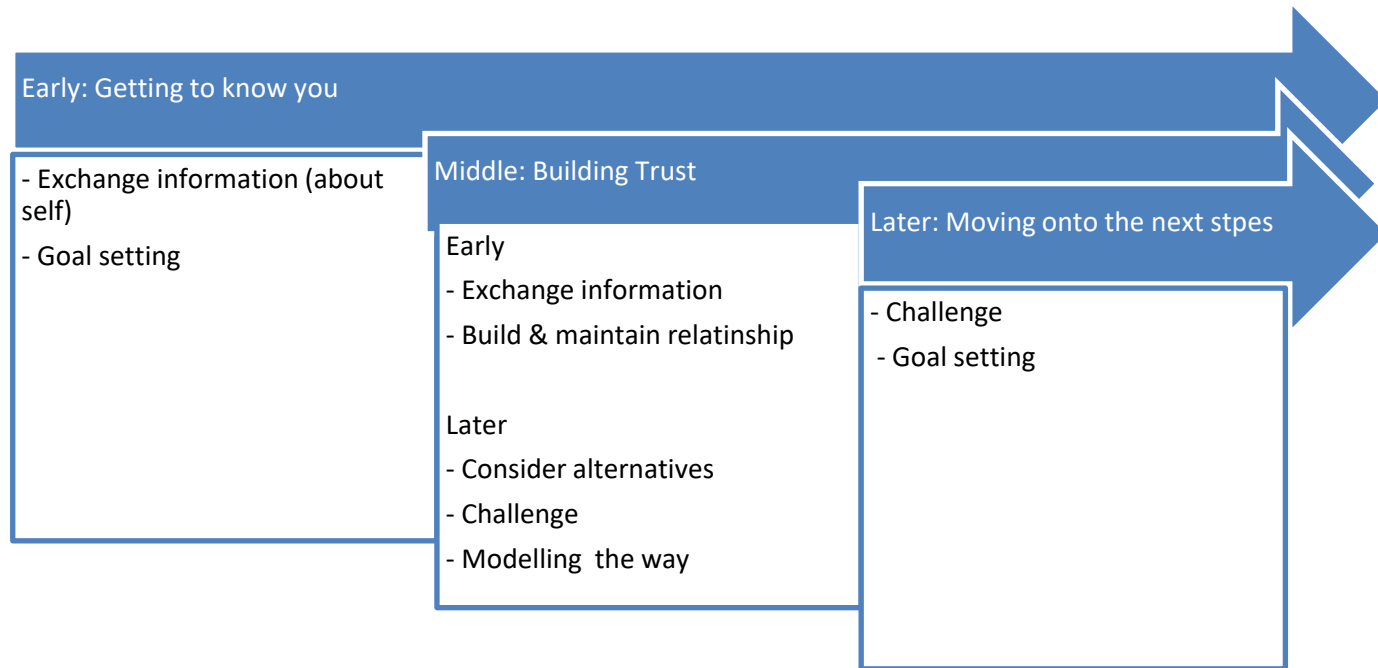 Early: Getting to know you
- Exchange information (about
self)
- Goal setting
Middle: Building Trust
Early
- Exchange information
- Build & maintain relatinship
Later
- Consider alternatives
- Challenge
- Modelling  the way
Later: Moving onto the next stpes
- Challenge
- Goal setting